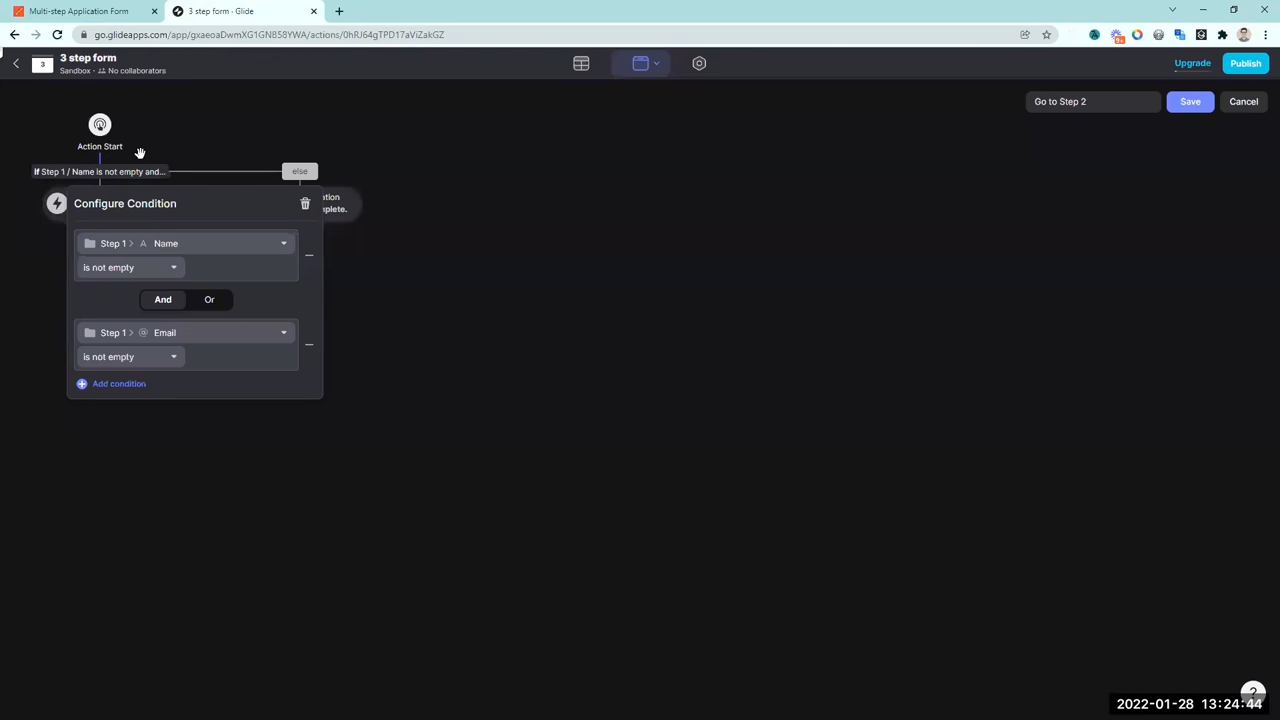 Multi-step Application Form
3 step form - Glide
go.glideapps.com/app/gxaeoaDwmXG1GN858YWA/actions/0hRJ64gTPD17aViZakGZ
3
3 step form
Sandbox · No collaborators
Upgrade
Publish
Go to Step 2
Save
Cancel
Action Start
If Step 1 / Name is not empty and...
else
Configure Condition
Step 1 > A Name
is not empty
And
Or
Step 1 > @ Email
is not empty
+ Add condition
?
2022-01-28 13:24:44